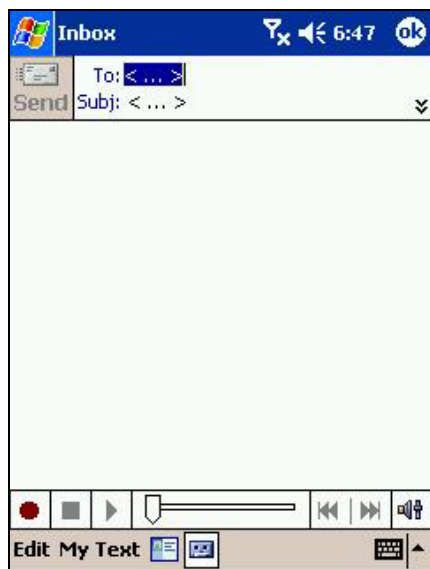 Inbox 6:47 ok
To: < ... >
Send Subj: < ... >
Edit My Text